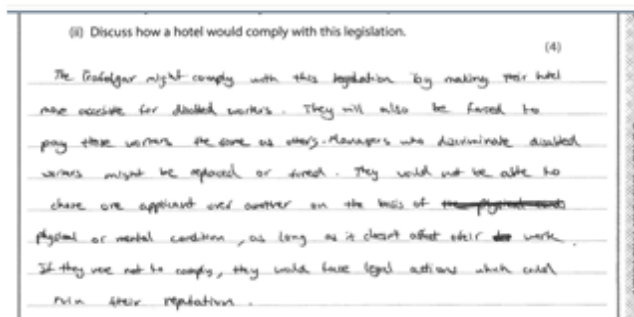 (ii) Discuss how a hotel would comply with this legislation.
(4)
The Trafalgar might comply with this legislation by making their hotel
more accessible for disabled workers. They will also be forced to
pay these workers the same as others. Managers who discriminate disabled
workers might be replaced or fired. They would not be able to
chose one applicant over another on the basis of
physical or mental condition, as long as it doesnt affect their work.
If they were not to comply, they would face legal actions which could
ruin their reputation.